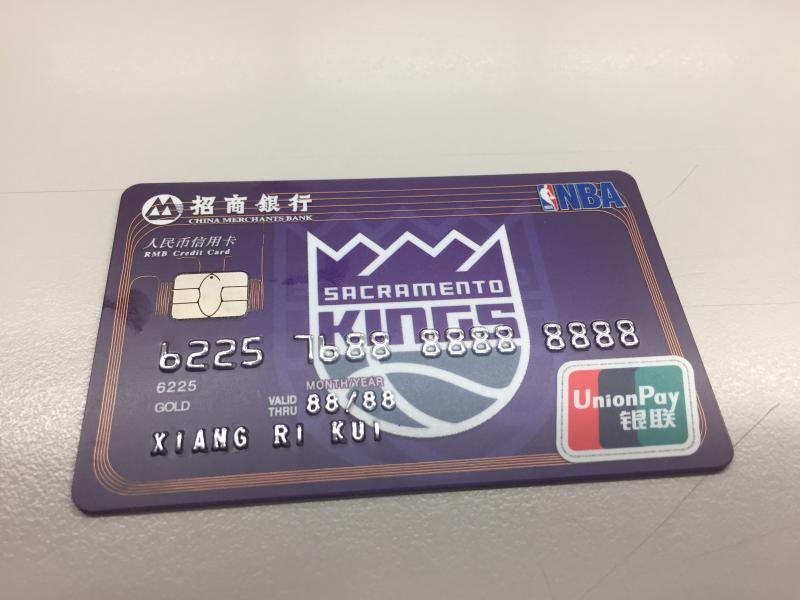 招商銀行
CHINA MERCHANTS BANK
NBA
人民币信用卡
RMB Credit Card
SACRAMENTO
KINGS
6225 7688 8888 8888
6225
MONTH/YEAR
GOLD
VALID THRU 88/88
XIANG RI KUI
UnionPay
银联